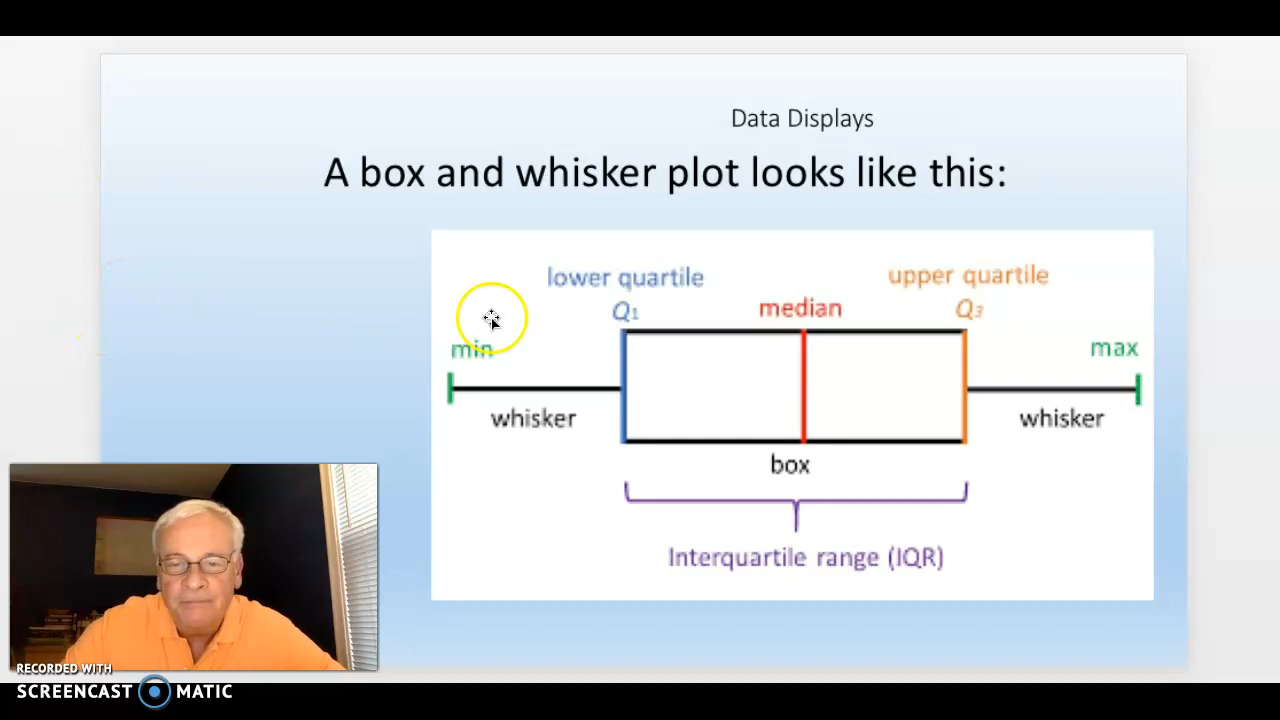 Data Displays
A box and whisker plot looks like this:
lower quartile
Q1
median
upper quartile
Q3
min
max
whisker
whisker
box
Interquartile range (IQR)
RECORDED WITH
SCREENCAST MATIC